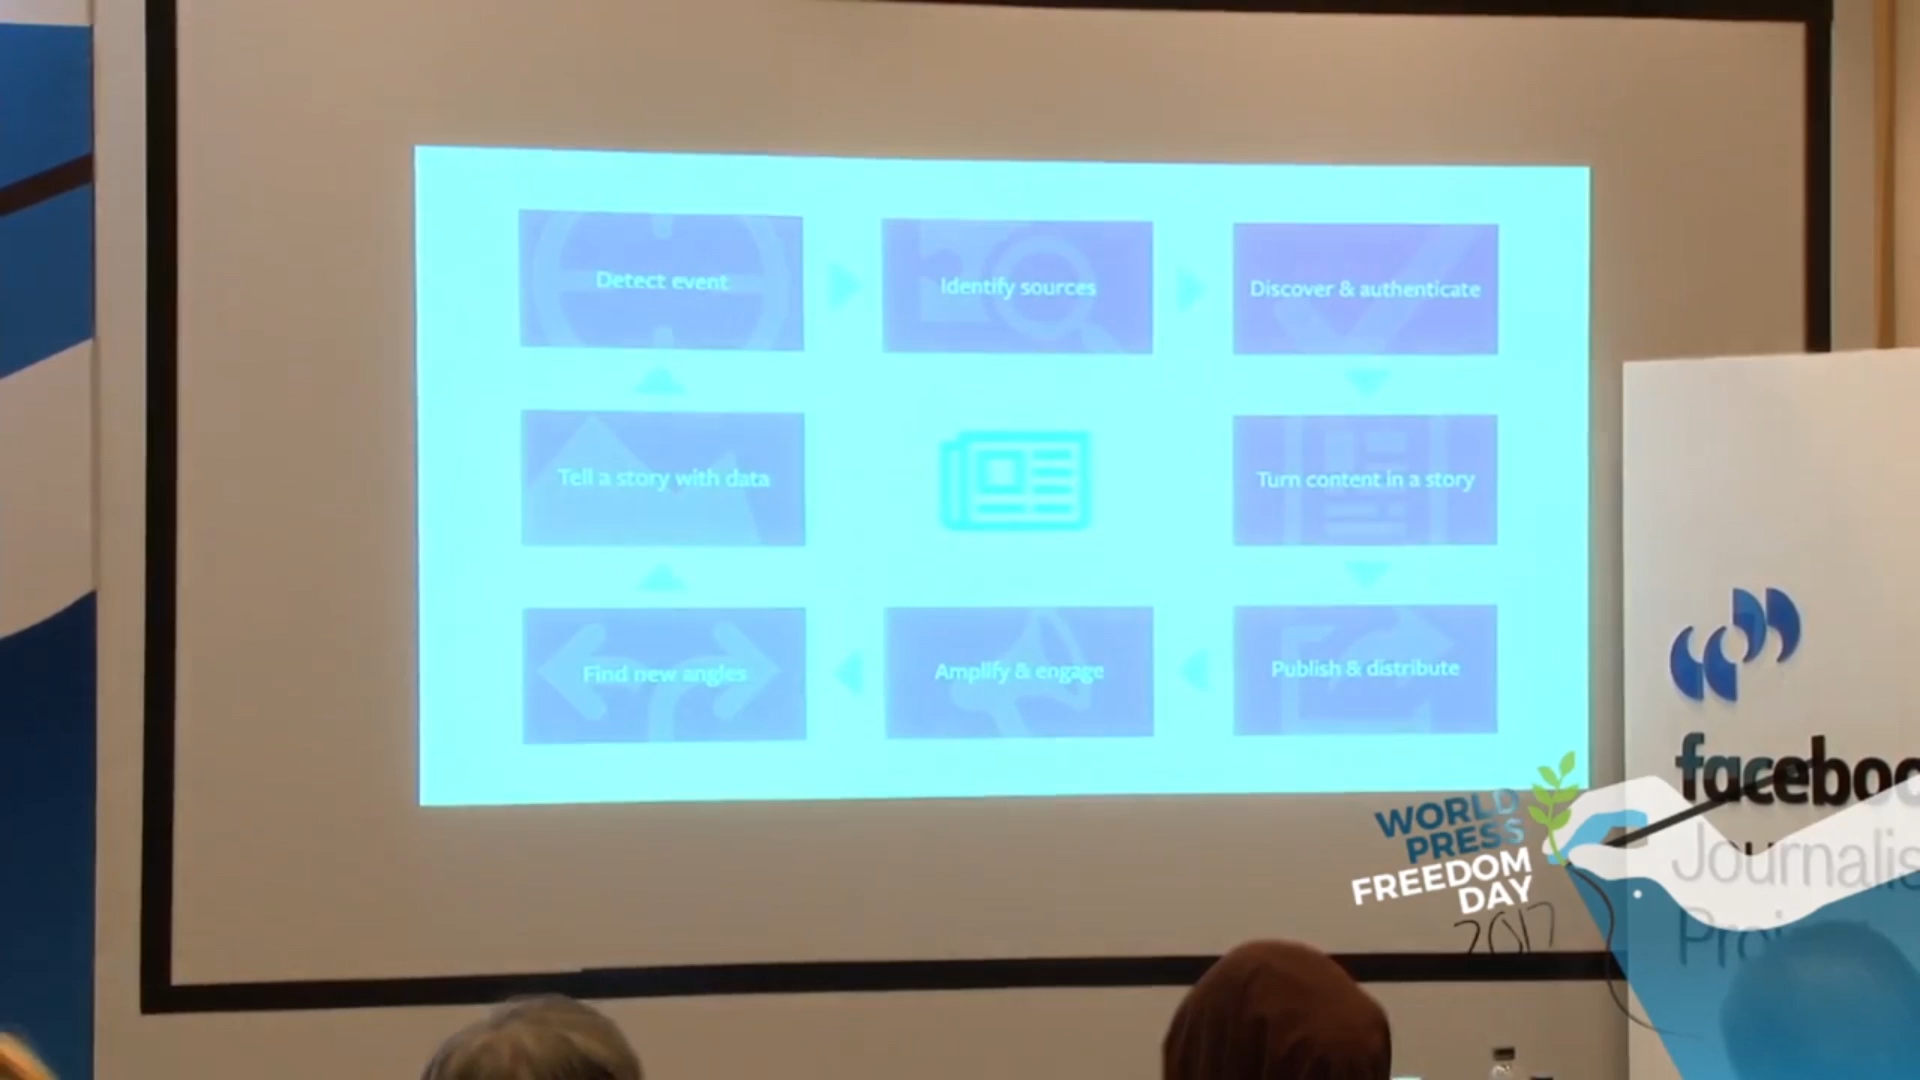 Detect event
Identify sources
Discover & authenticate
Tell a story with data
Turn content in a story
Find new angles
Amplify & engage
Publish & distribute
faceboo
Journalis
Pro
WORLD
PRESS
FREEDOM
DAY
2017